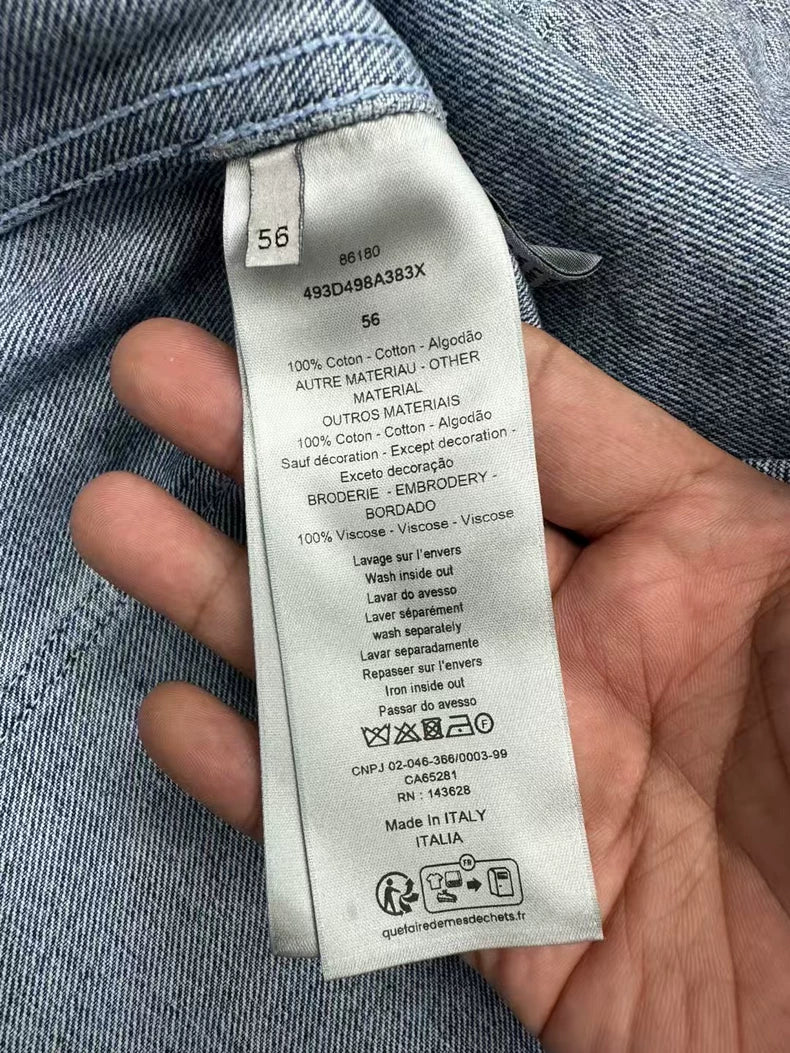 56
86180
493D498A383X
56
100% Coton - Cotton - Algodão
AUTRE MATERIAU - OTHER
MATERIAL
OUTROS MATERIAIS
100% Coton - Cotton - Algodão
Sauf décoration - Except decoration -
Exceto decoração
BRODERIE - EMBRODERY -
BORDADO
100% Viscose - Viscose - Viscose
Lavage sur l'envers
Wash inside out
Lavar do avesso
Laver séparément
wash separately
Lavar separadamente
Repasser sur l'envers
Iron inside out
Passar do avesso
F
CNPJ 02-046-366/0003-99
CA65281
RN : 143628
Made In ITALY
ITALIA
FR
quefairedemesdechets.fr